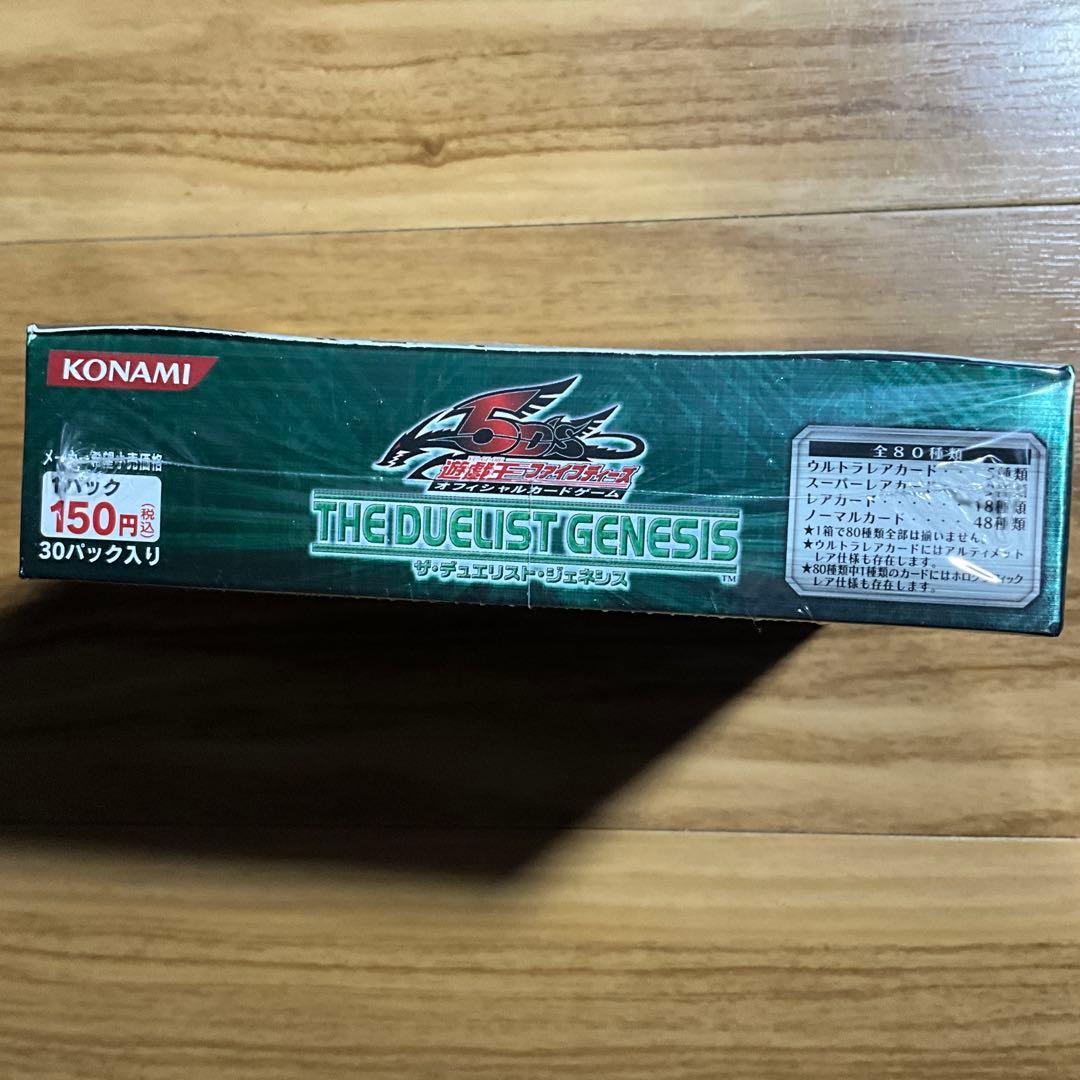 KONAMI
メーカー希望小売価格
1パック
150円(税込)
30パック入り
5D's
遊戯王ファイブディーズ
オフィシャルカードゲーム
THE DUELIST GENESIS
TM
ザ・デュエリスト・ジェネシス
全80種類
ウルトラレアカード
スーパーレアカード
レアカード・・・・・18種類
ノーマルカード・・・・48種類
★1箱で80種類全部は揃いません。
★ウルトラレアカードにはアルティメット
レア仕様も存在します。
★80種類中1種類のカードにはホログラフィック
レア仕様も存在します。